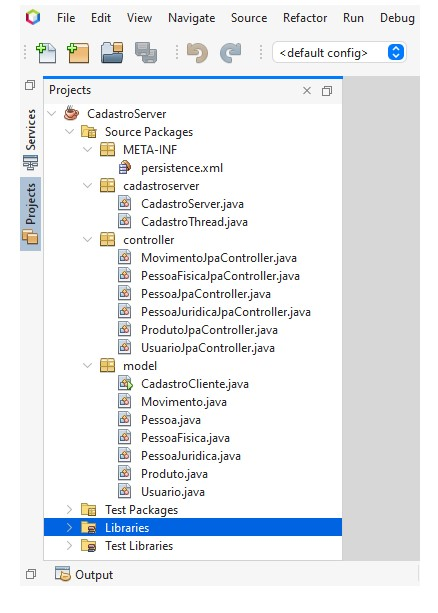 File Edit View Navigate Source Refactor Run Debug
<default config>
Projects
Services
Projects
CadastroServer
Source Packages
META-INF
persistence.xml
cadastroserver
CadastroServer.java
CadastroThread.java
controller
MovimentoJpaController.java
PessoaFisicaJpaController.java
PessoaJpaController.java
PessoaJuridicaJpaController.java
ProdutoJpaController.java
UsuarioJpaController.java
model
CadastroCliente.java
Movimento.java
Pessoa.java
PessoaFisica.java
PessoaJuridica.java
Produto.java
Usuario.java
Test Packages
Libraries
Test Libraries
Output